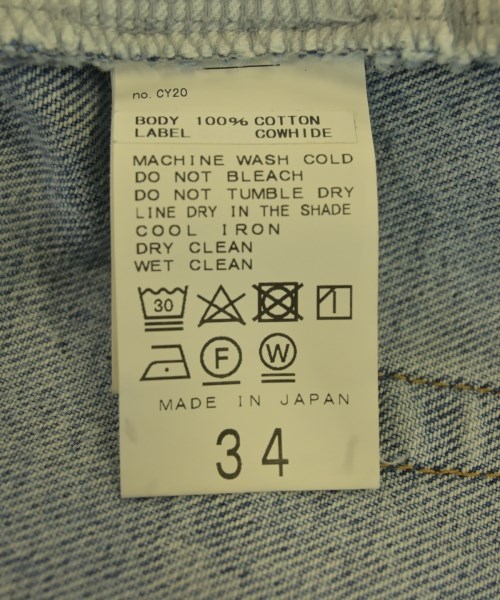 no. CY20
BODY 100% COTTON
LABEL COWHIDE
MACHINE WASH COLD
DO NOT BLEACH
DO NOT TUMBLE DRY
LINE DRY IN THE SHADE
COOL IRON
DRY CLEAN
WET CLEAN
30
F W
MADE IN JAPAN
34